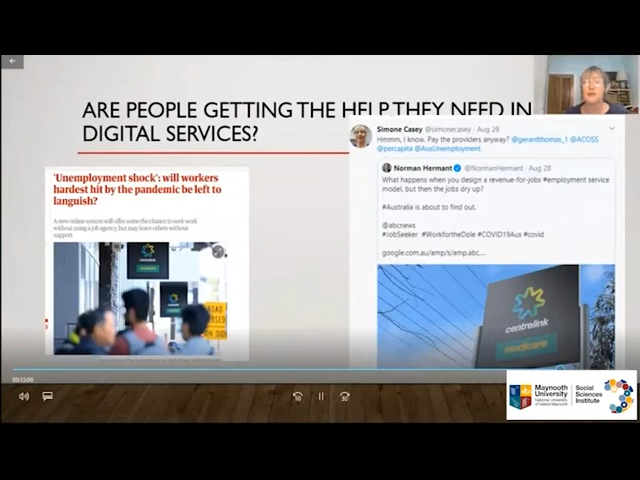 ARE PEOPLE GETTING THE HELP THEY NEED IN
DIGITAL SERVICES?
'Unemployment shock': will workers
hardest hit by the pandemic be left to
languish?
A new online system will offer some the chance to seek work
without using a job agency, but may leave others without
support
centrelink
ROAD
Simone Casey @simonecasey · Aug 28
Hmmm, I know. Pay the providers anyway? @gerardthomas_1 @ACOSS
@percapita @AusUnemployment
Norman Hermant @NormanHermant · Aug 28
What happens when you design a revenue-for-jobs #employment service
model, but then the jobs dry up?
#Australia is about to find out.
@abcnews
#JobSeeker #WorkfortheDole #COVID19Aus #covid
google.com.au/amp/s/amp.abc....
centrelink
medicare
00:13:00
10
30
Maynooth
University
National University
of Ireland Maynooth
Social
Sciences
Institute